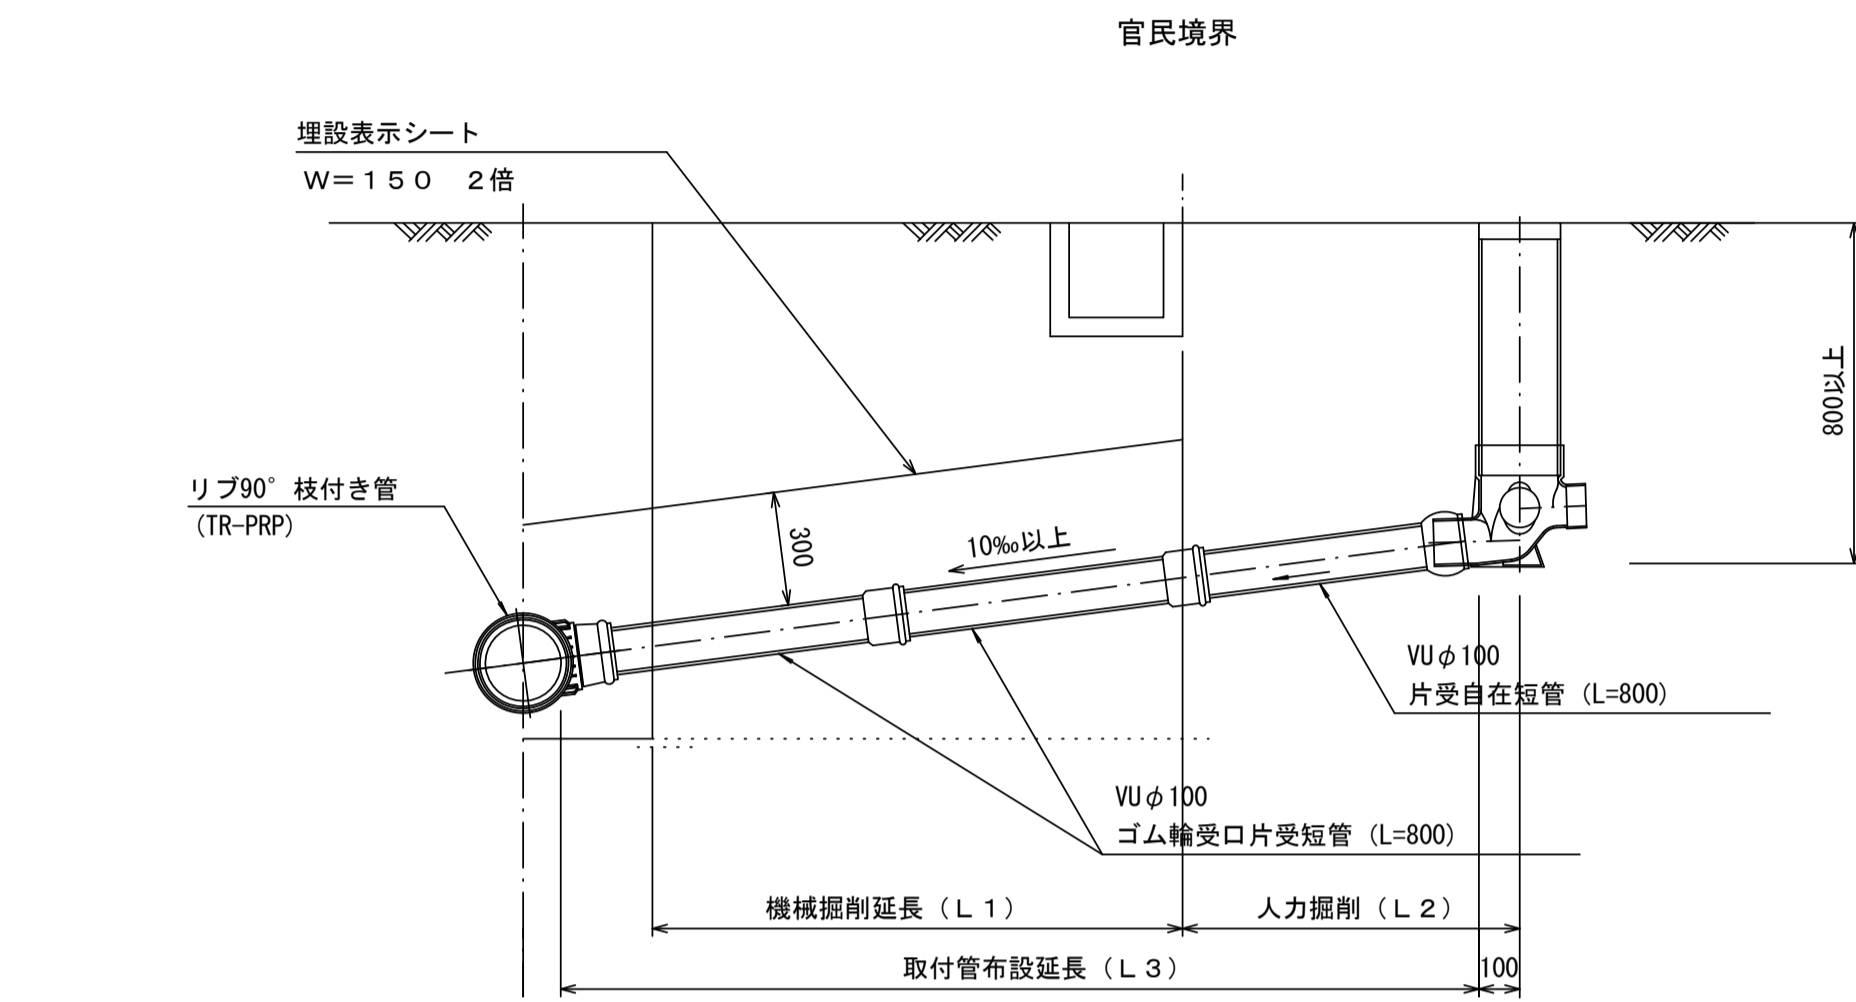 官民境界
埋設表示シート
W=150　2倍
800以上
リブ90°枝付き管
(TR-PRP)
300
10‰以上
VUφ100
片受自在短管 (L=800)
VUφ100
ゴム輪受口片受短管 (L=800)
機械掘削延長（L1）
人力掘削（L2）
取付管布設延長（L3）
100